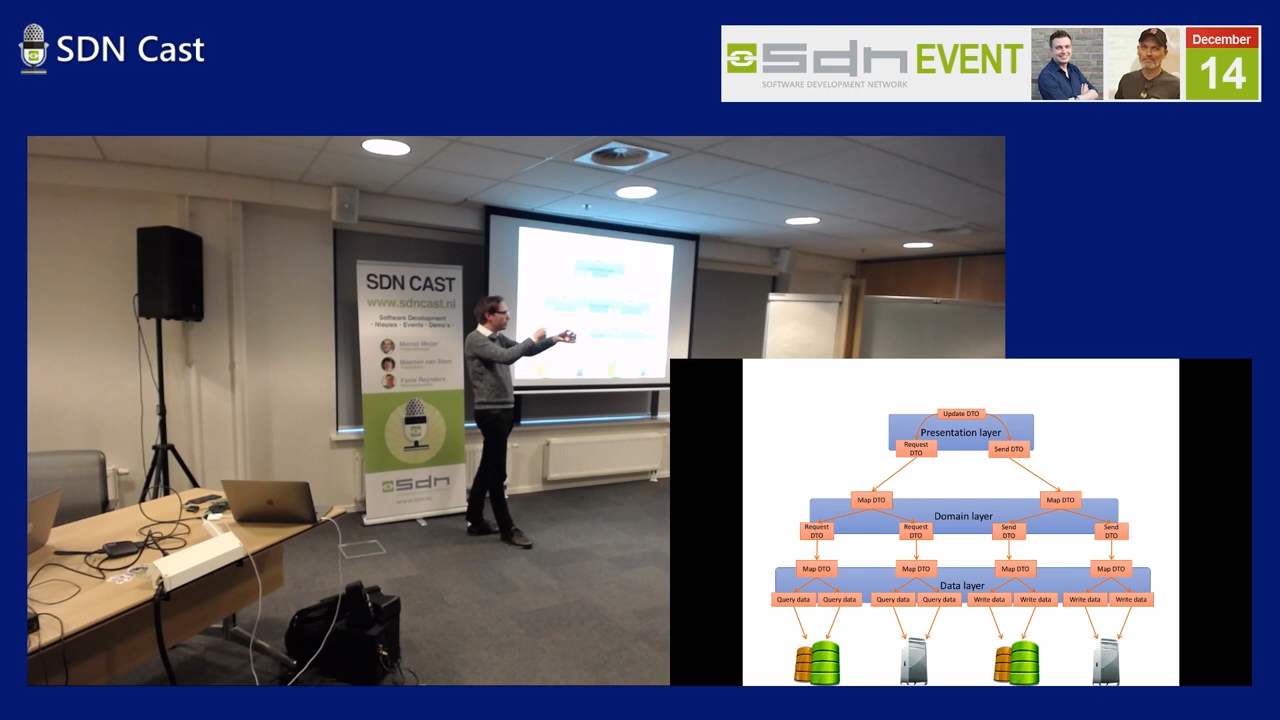 SDN Cast
sdn EVENT
SOFTWARE DEVELOPMENT NETWORK
December
14
SDN CAST
www.sdncast.nl
Software Development
- Nieuws - Events - Demo's -
Marcel Meijer
Maarten van Stam
Fanie Reynders
sdn
Update DTO
Presentation layer
Request
DTO
Send DTO
Map DTO
Map DTO
Domain layer
Request
DTO
Request
DTO
Send
DTO
Send
DTO
Map DTO
Map DTO
Map DTO
Map DTO
Data layer
Query data
Query data
Query data
Query data
Write data
Write data
Write data
Write data